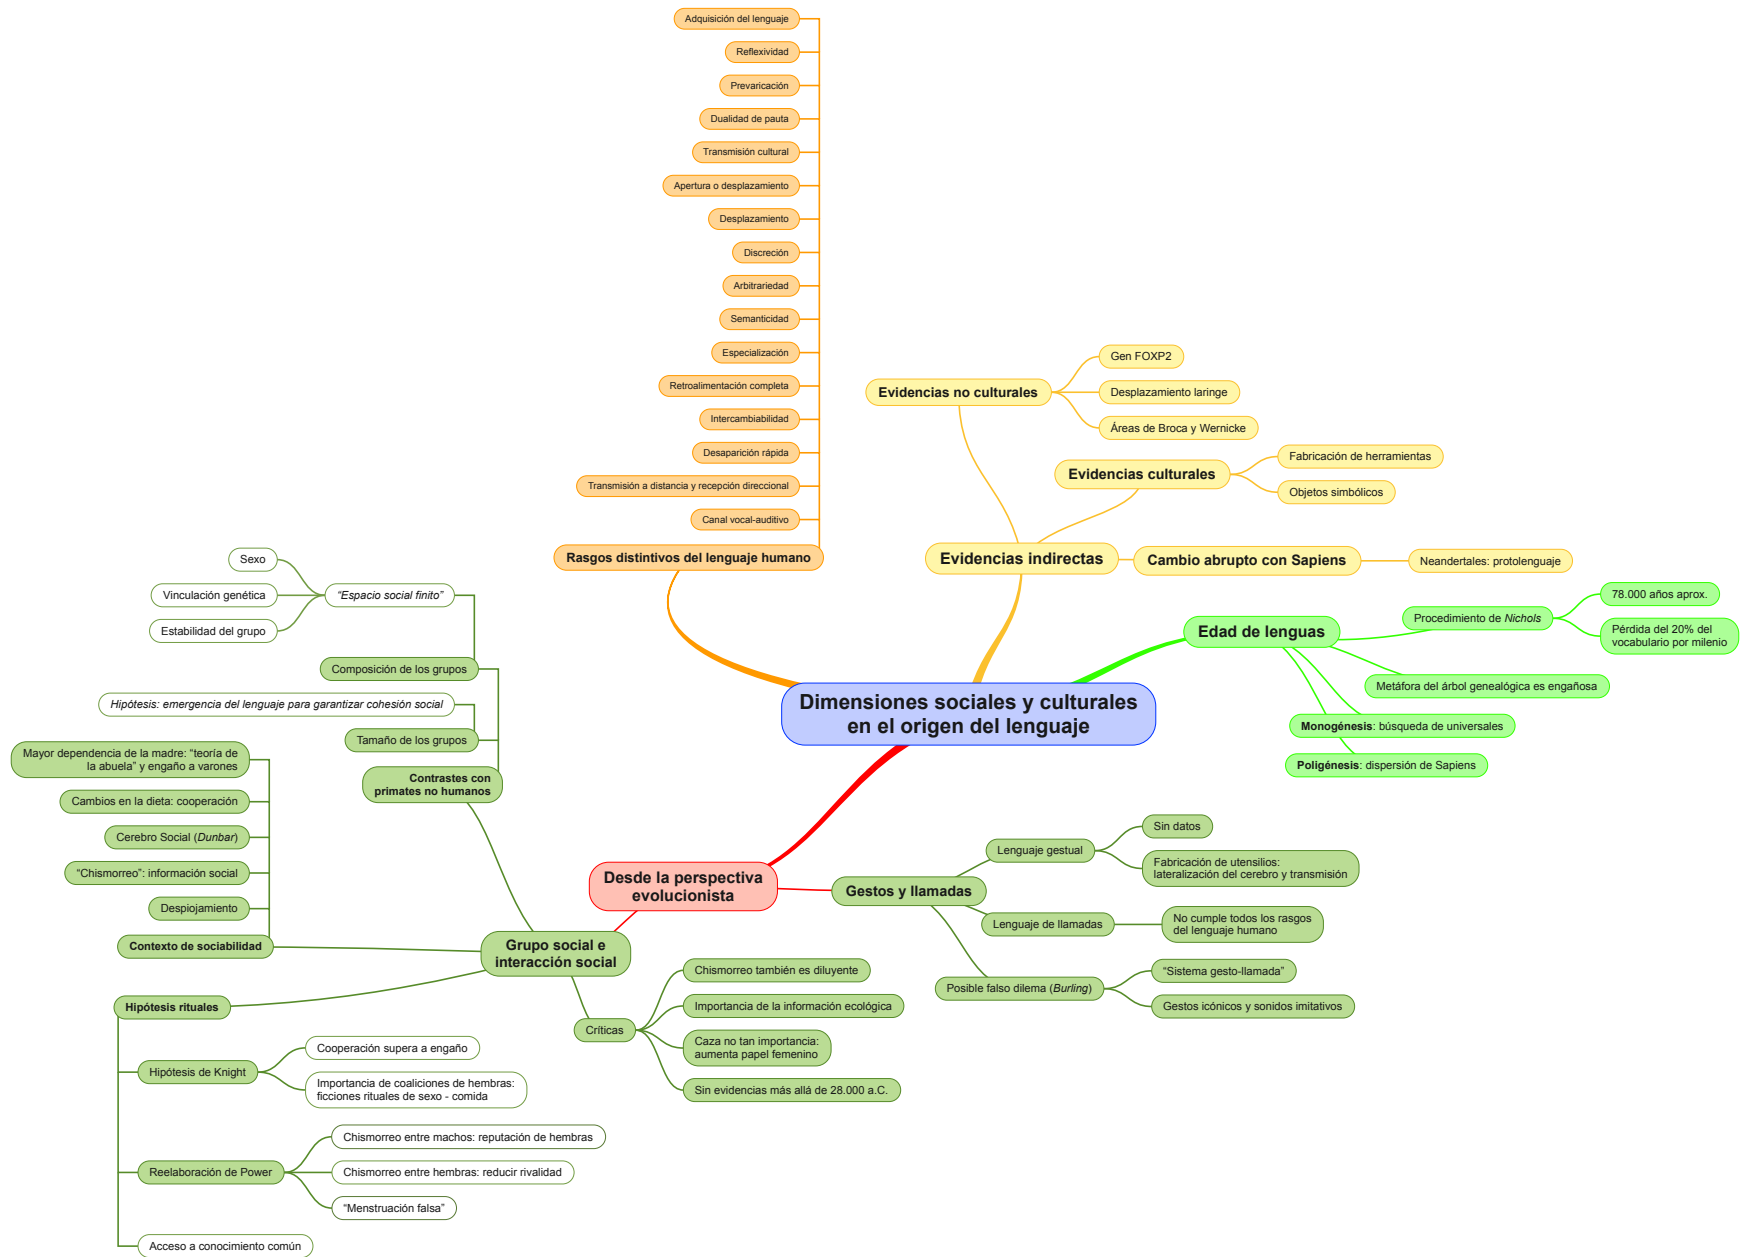 Adquisición del lenguaje
Reflexividad
Prevaricación
Dualidad de pauta
Transmisión cultural
Apertura o desplazamiento
Desplazamiento
Discreción
Arbitrariedad
Semanticidad
Especialización
Retroalimentación completa
Intercambiabilidad
Desaparición rápida
Transmisión a distancia y recepción direccional
Canal vocal-auditivo
Rasgos distintivos del lenguaje humano
Gen FOXP2
Evidencias no culturales
Desplazamiento laringe
Áreas de Broca y Wernicke
Fabricación de herramientas
Evidencias culturales
Objetos simbólicos
Evidencias indirectas
Cambio abrupto con Sapiens
Neandertales: protolenguaje
78.000 años aprox.
Procedimiento de Nichols
Edad de lenguas
Pérdida del 20% del
vocabulario por milenio
Metáfora del árbol genealógica es engañosa
Monogénesis: búsqueda de universales
Poligénesis: dispersión de Sapiens
Dimensiones sociales y culturales
en el origen del lenguaje
Sexo
Vinculación genética
“Espacio social finito”
Estabilidad del grupo
Composición de los grupos
Hipótesis: emergencia del lenguaje para garantizar cohesión social
Tamaño de los grupos
Contrastes con
primates no humanos
Mayor dependencia de la madre: “teoría de
la abuela” y engaño a varones
Cambios en la dieta: cooperación
Cerebro Social (Dunbar)
“Chismorreo”: información social
Despiojamiento
Contexto de sociabilidad
Desde la perspectiva
evolucionista
Grupo social e
interacción social
Gestos y llamadas
Lenguaje gestual
Sin datos
Fabricación de utensilios:
lateralización del cerebro y transmisión
Lenguaje de llamadas
No cumple todos los rasgos
del lenguaje humano
Posible falso dilema (Burling)
“Sistema gesto-llamada”
Gestos icónicos y sonidos imitativos
Críticas
Chismorreo también es diluyente
Importancia de la información ecológica
Caza no tan importancia:
aumenta papel femenino
Sin evidencias más allá de 28.000 a.C.
Hipótesis rituales
Hipótesis de Knight
Cooperación supera a engaño
Importancia de coaliciones de hembras:
ficciones rituales de sexo - comida
Reelaboración de Power
Chismorreo entre machos: reputación de hembras
Chismorreo entre hembras: reducir rivalidad
“Menstruación falsa”
Acceso a conocimiento común